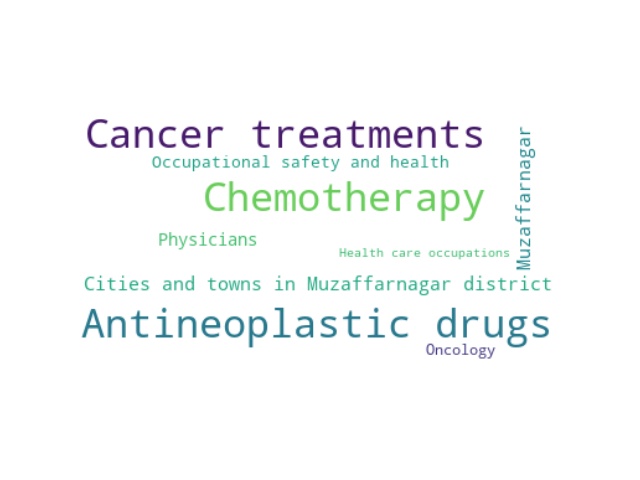 Cancer treatments
Occupational safety and health
Muzaffarnagar
Chemotherapy
Physicians
Health care occupations
Cities and towns in Muzaffarnagar district
Antineoplastic drugs
Oncology